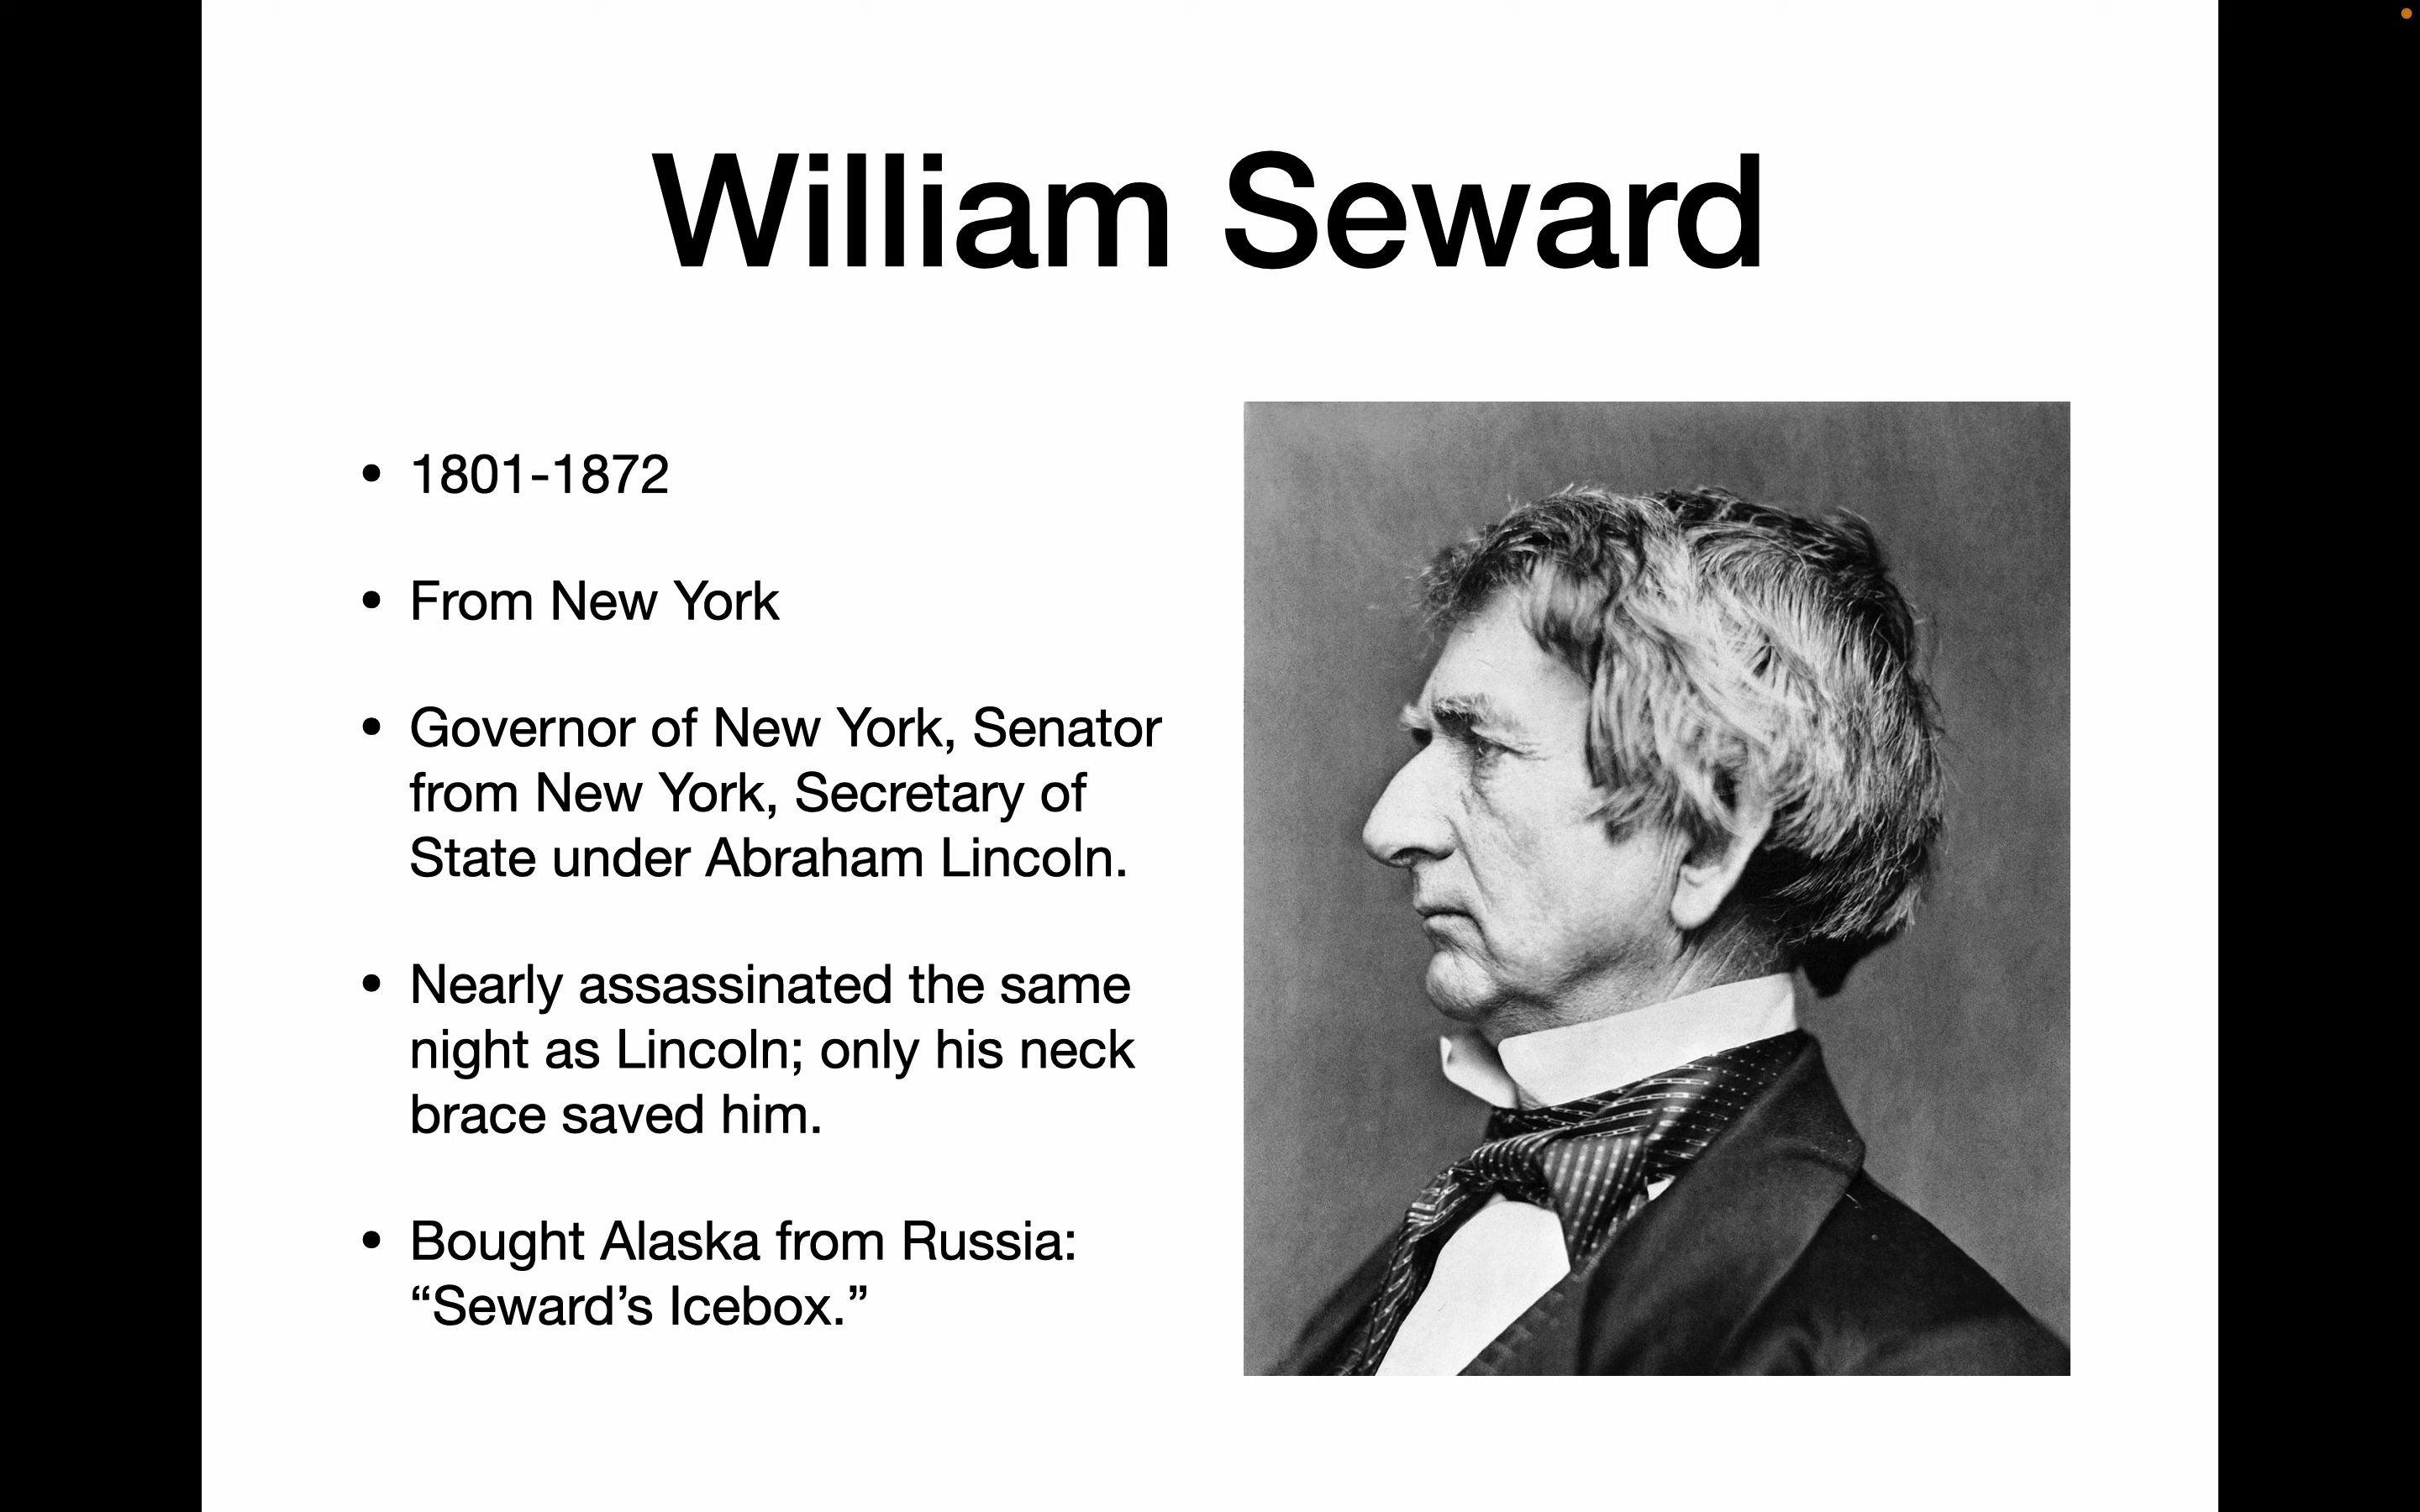 William Seward
• 1801-1872
• From New York
• Governor of New York, Senator
from New York, Secretary of
State under Abraham Lincoln.
• Nearly assassinated the same
night as Lincoln; only his neck
brace saved him.
• Bought Alaska from Russia:
“Seward’s Icebox.”